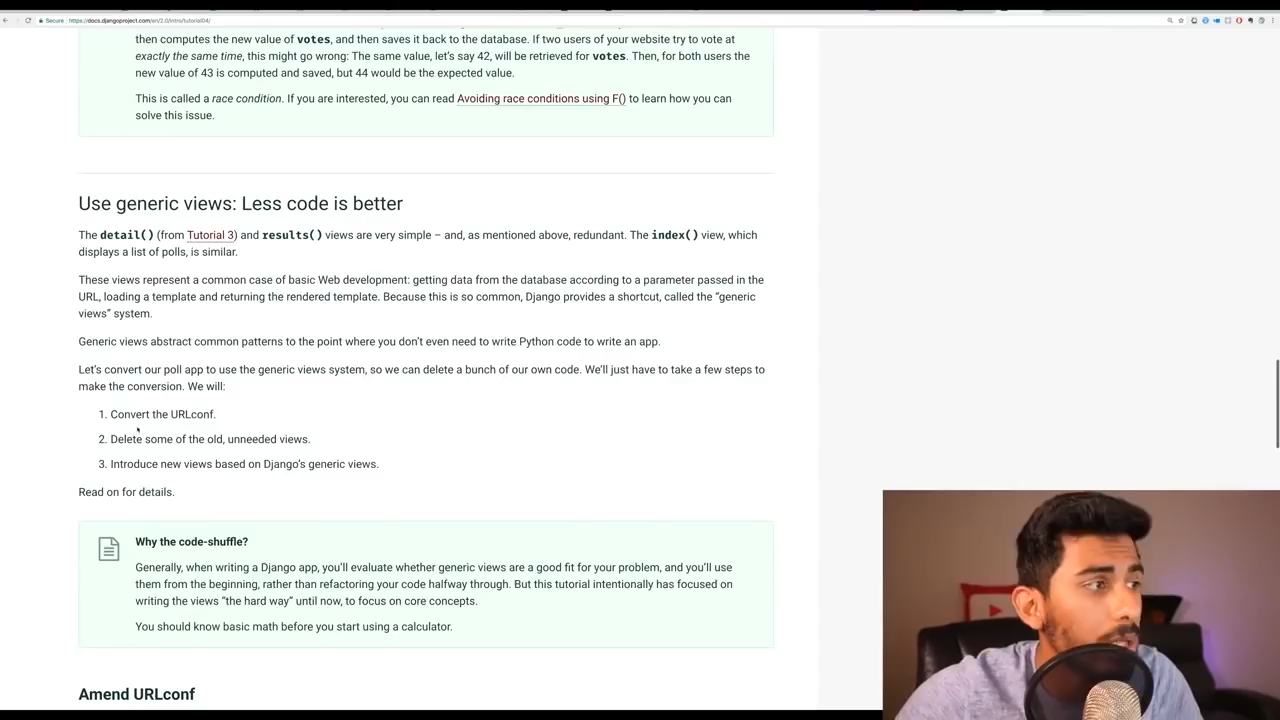 Secure | https://docs.djangoproject.com/en/2.0/intro/tutorial04/
then computes the new value of votes, and then saves it back to the database. If two users of your website try to vote at
exactly the same time, this might go wrong: The same value, let's say 42, will be retrieved for votes. Then, for both users the
new value of 43 is computed and saved, but 44 would be the expected value.
This is called a race condition. If you are interested, you can read Avoiding race conditions using F() to learn how you can
solve this issue.
Use generic views: Less code is better
The detail() (from Tutorial 3) and results() views are very simple – and, as mentioned above, redundant. The index() view, which
displays a list of polls, is similar.
These views represent a common case of basic Web development: getting data from the database according to a parameter passed in the
URL, loading a template and returning the rendered template. Because this is so common, Django provides a shortcut, called the “generic
views” system.
Generic views abstract common patterns to the point where you don't even need to write Python code to write an app.
Let's convert our poll app to use the generic views system, so we can delete a bunch of our own code. We'll just have to take a few steps to
make the conversion. We will:
1. Convert the URLconf.
2. Delete some of the old, unneeded views.
3. Introduce new views based on Django's generic views.
Read on for details.
Why the code-shuffle?
Generally, when writing a Django app, you'll evaluate whether generic views are a good fit for your problem, and you'll use
them from the beginning, rather than refactoring your code halfway through. But this tutorial intentionally has focused on
writing the views “the hard way” until now, to focus on core concepts.
You should know basic math before you start using a calculator.
Amend URLconf